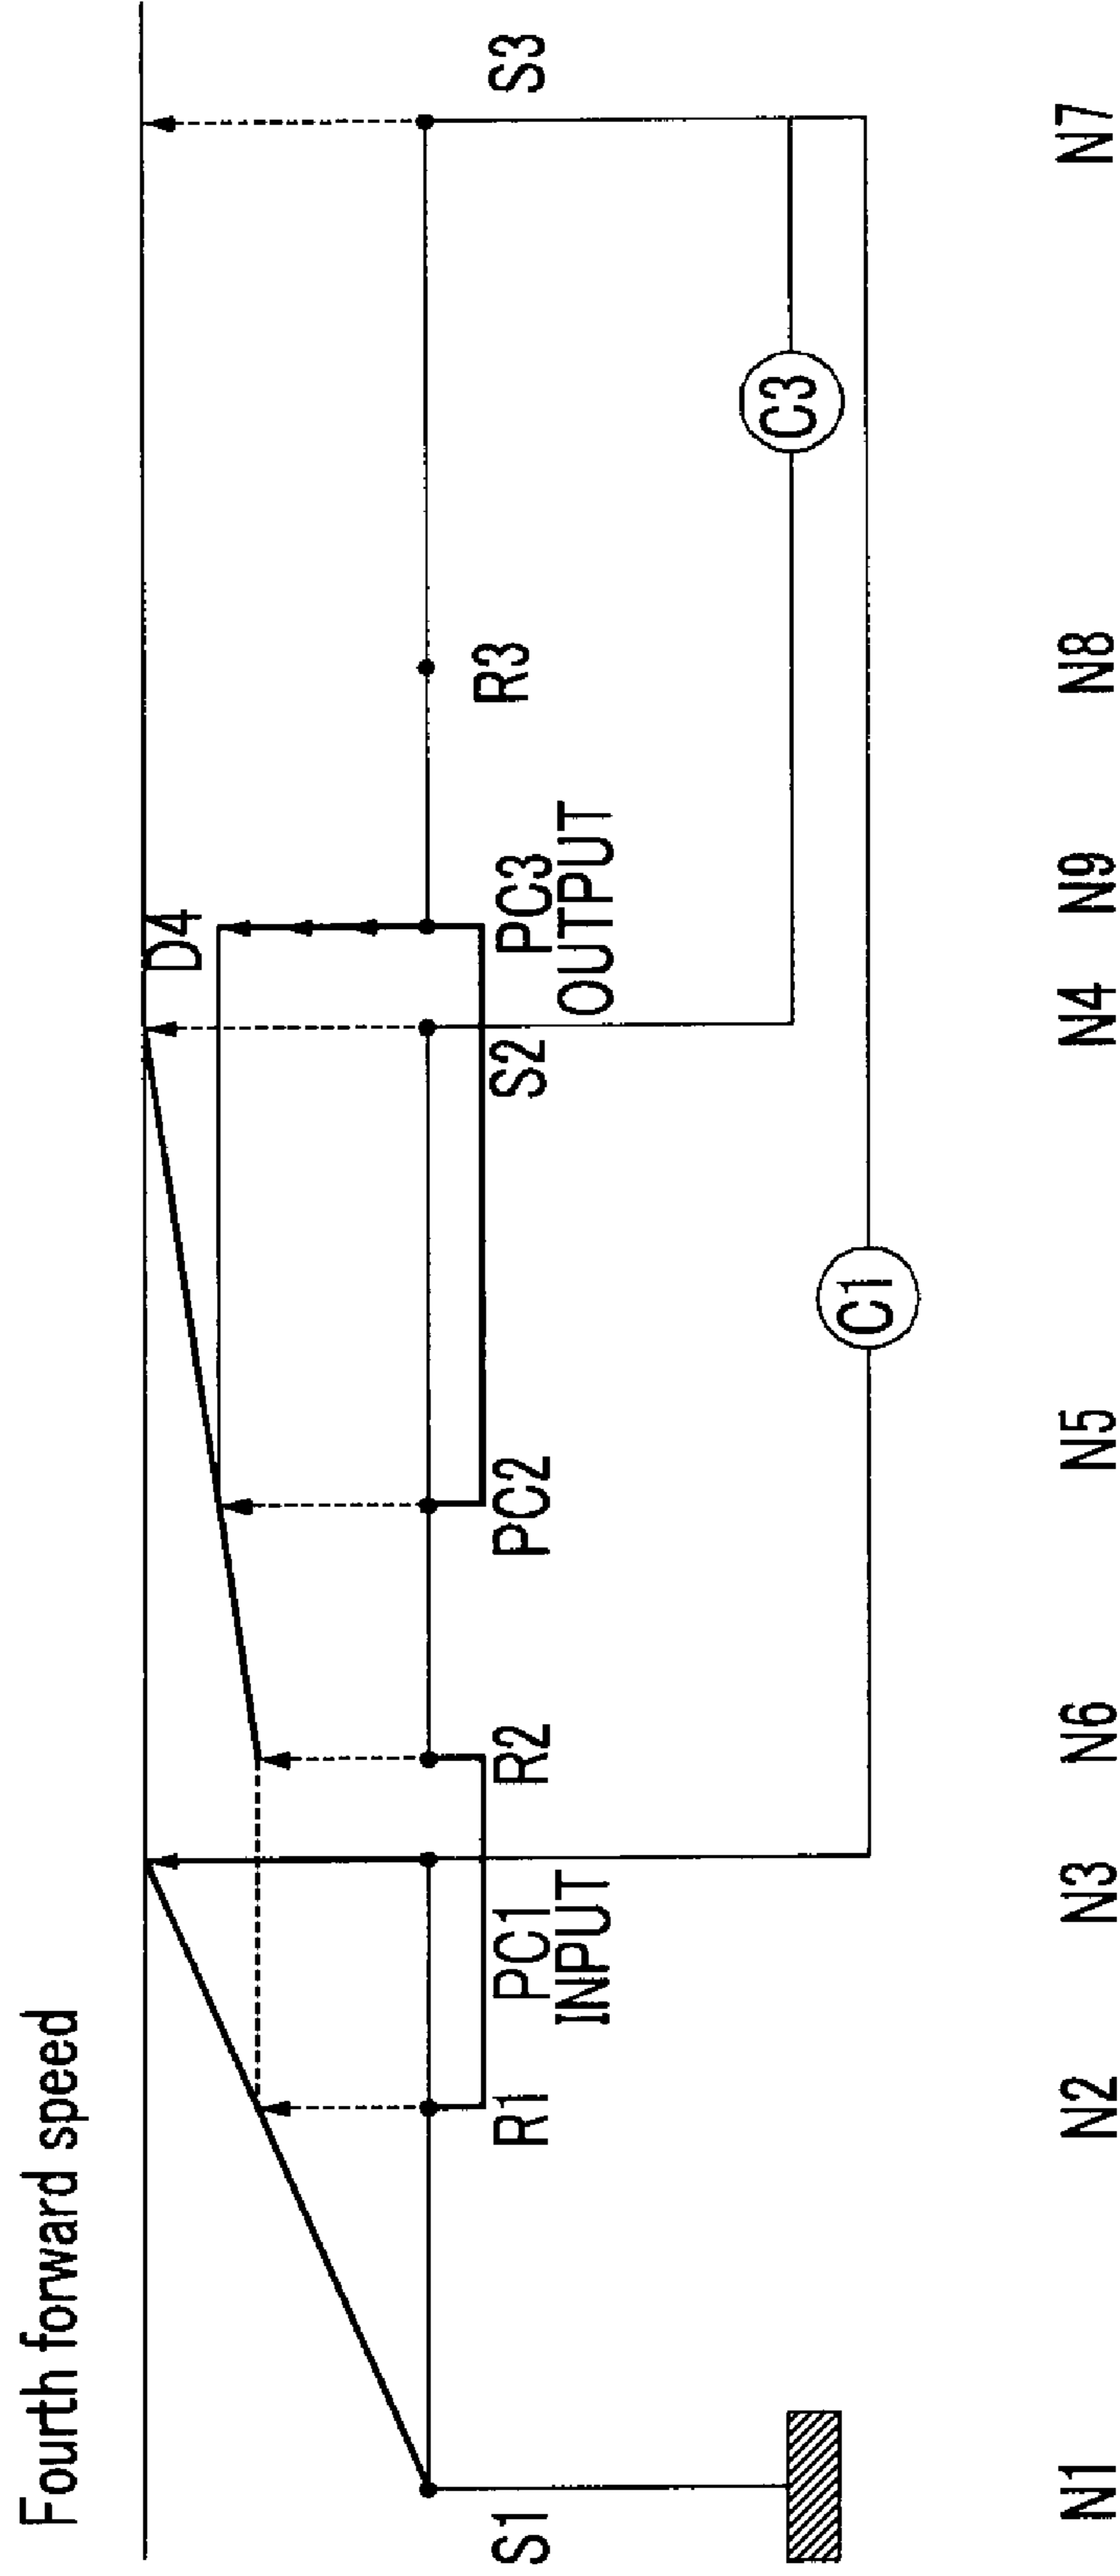 Fourth forward speed
D4
S1
R1
PC1
INPUT
R2
PC2
S2
PC3
OUTPUT
R3
S3
C1
C3
N1
N2
N3
N6
N5
N4
N9
N8
N7